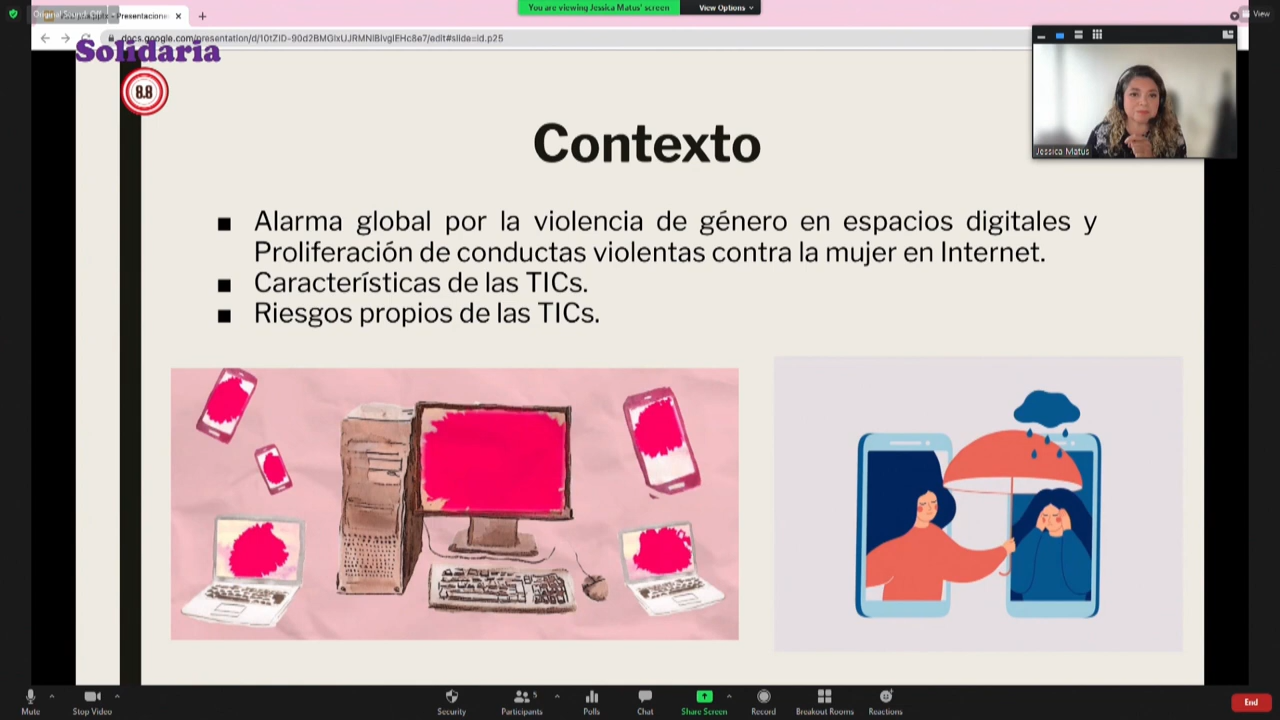 Original Sound: Off
- Presentacione
You are viewing Jessica Matus' screen
View Options
View
docs.google.com/presentation/d/10tZID-90d2BMGixUJRMNlBIvglEHc8e7/edit#slide=id.p25
Solidaria
8.8
Jessica Matus
Contexto
Alarma global por la violencia de género en espacios digitales y
Proliferación de conductas violentas contra la mujer en Internet.
Características de las TICs.
Riesgos propios de las TICs.
Mute
Stop Video
Security
Participants
5
Polls
Chat
Share Screen
Record
Breakout Rooms
Reactions
End